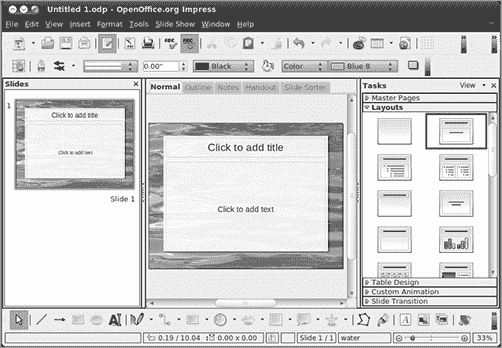 Untitled 1.odp - OpenOffice.org Impress
File Edit View Insert Format Tools Slide Show Window Help
ABC ABC
0.00" Black Color Blue 8
Slides
Normal Outline Notes Handout Slide Sorter
Tasks View
Master Pages
Layouts
1
Click to add title
Click to add text
Slide 1
Click to add title
Click to add text
Table Design
Custom Animation
Slide Transition
0.19 / 10.04 0.00 x 0.00 Slide 1 / 1 water 33%